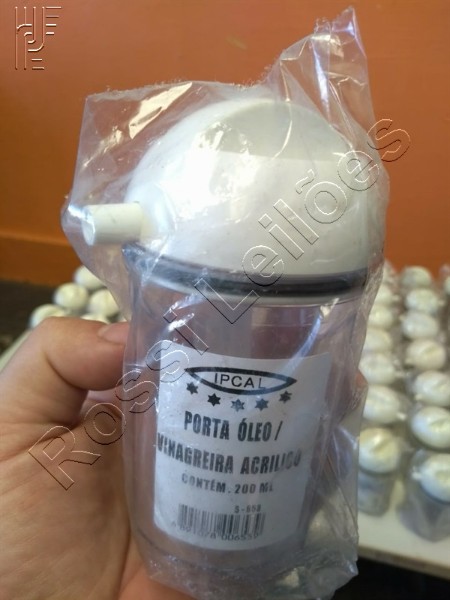 Rossi Leilões
IPCAL
PORTA ÓLEO/
VINAGREIRA ACRILICO
CONTÉM. 200 ML